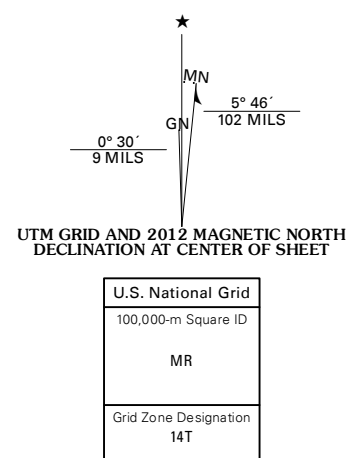 ★
MN
GN
5° 46´
102 MILS
0° 30´
9 MILS
UTM GRID AND 2012 MAGNETIC NORTH
DECLINATION AT CENTER OF SHEET
U.S. National Grid
100,000-m Square ID
MR
Grid Zone Designation
14T